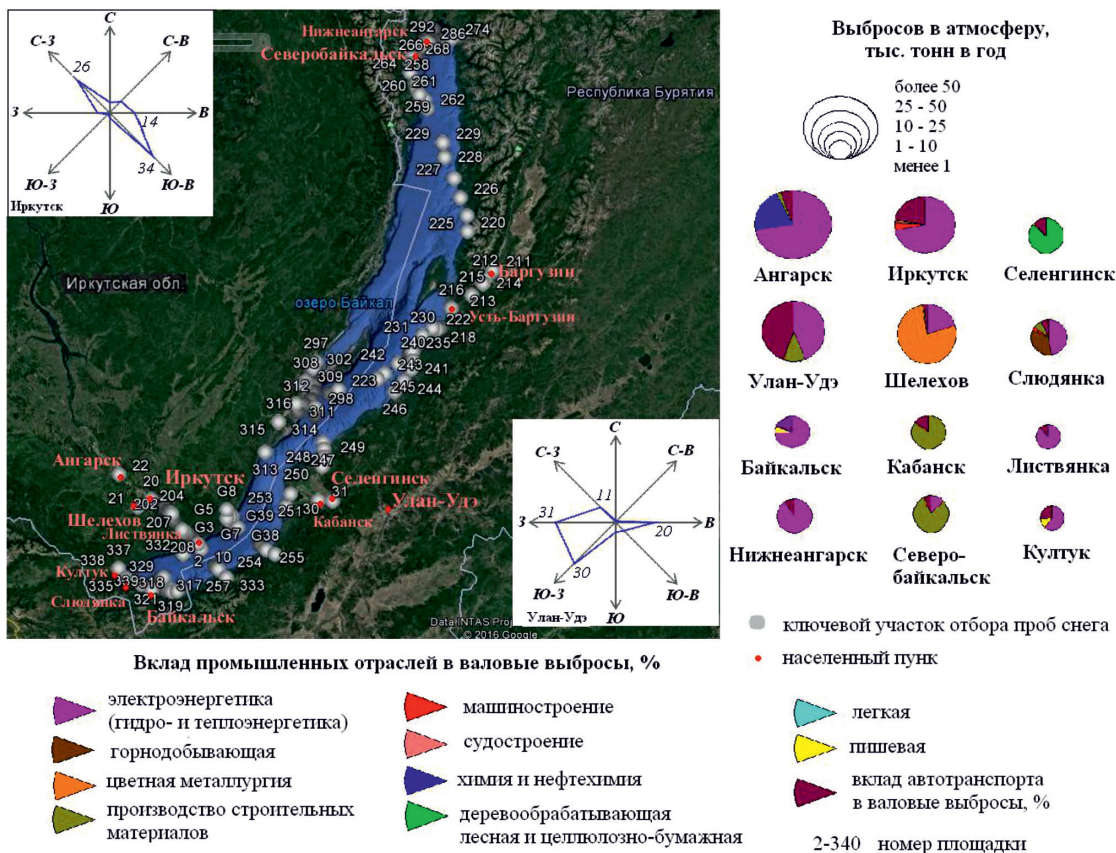 С
С-З
С-В
26
З
В
14
34
Ю-З
Ю-В
Иркутск
Ю
292
274
Нижнеангарск
286
266
268
Северобайкальск
264
258
261
260
262
259
Республика Бурятия
229
229
228
227
226
225
220
212
211
Баргузин
215
214
216
213
Иркутская обл.
озеро Байкал
Усть-Баргузин
230
222
231
235
218
297
302
242
240
308
243
241
309
223
312
298
245
244
316
311
246
315
314
249
248
247
313
Ангарск
22
Иркутск
250
Селенгинск
20
G8
253
31
21
204
251
30
Улан-Удэ
202
G5
G39
Кабанск
Шелехов
207
G3
G7
Листвянка
G38
337
332
208
10
254
255
338
2
329
Култук
339
318
317
257
333
335
321
319
Слюдянка
Байкальск
С
С-З
С-В
11
31
З
В
20
30
Ю-З
Ю-В
Улан-Удэ
Ю
Data INTAS Proj
© 2016 Google
Выбросов в атмосферу,
тыс. тонн в год
более 50
25 - 50
10 - 25
1 - 10
менее 1
Ангарск
Иркутск
Селенгинск
Улан-Удэ
Шелехов
Слюдянка
Байкальск
Кабанск
Листвянка
Нижнеангарск
Северо-
байкальск
Култук
ключевой участок отбора проб снега
населенный пунк
Вклад промышленных отраслей в валовые выбросы, %
электроэнергетика
(гидро- и теплоэнергетика)
горнодобывающая
цветная металлургия
производство строительных
материалов
машиностроение
судостроение
химия и нефтехимия
деревообрабатывающая
лесная и целлюлозно-бумажная
легкая
пишевая
вклад автотранспорта
в валовые выбросы, %
2-340 номер площадки